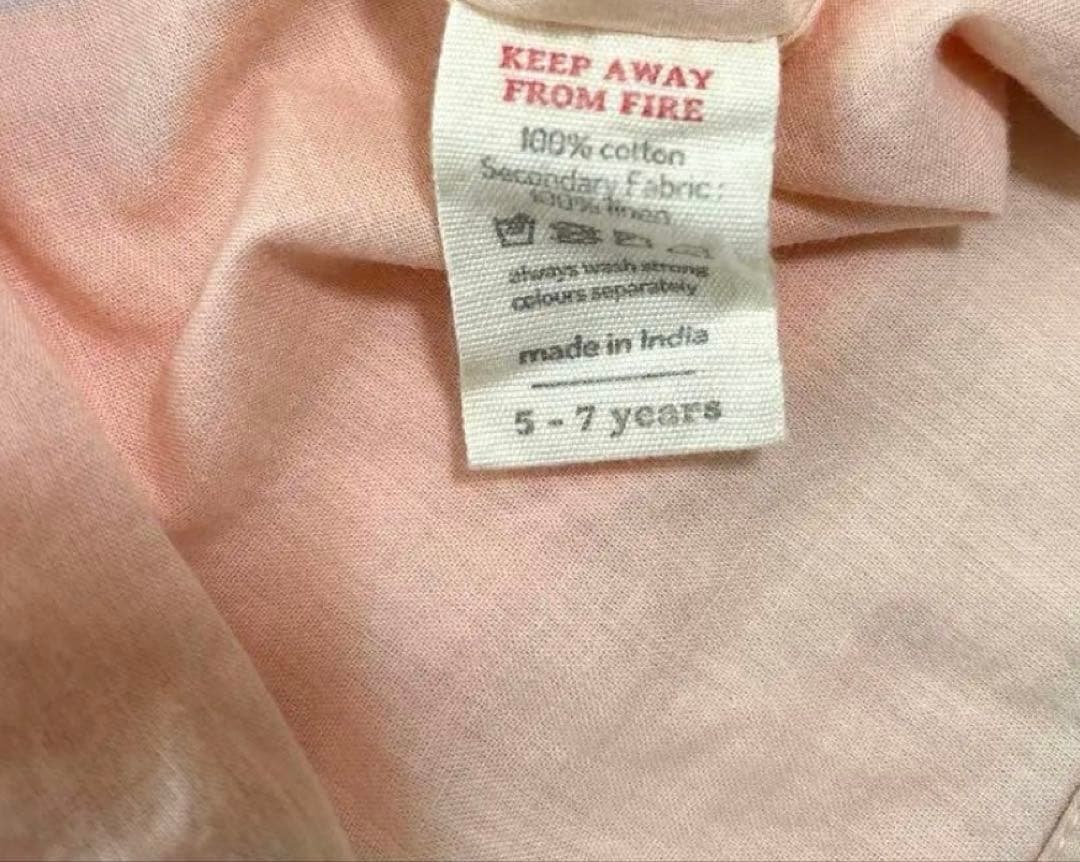 KEEP AWAY
FROM FIRE
100% cotton
Secondary Fabric :
100% linen
always wash strong
colours separately
made in India
5 - 7 years